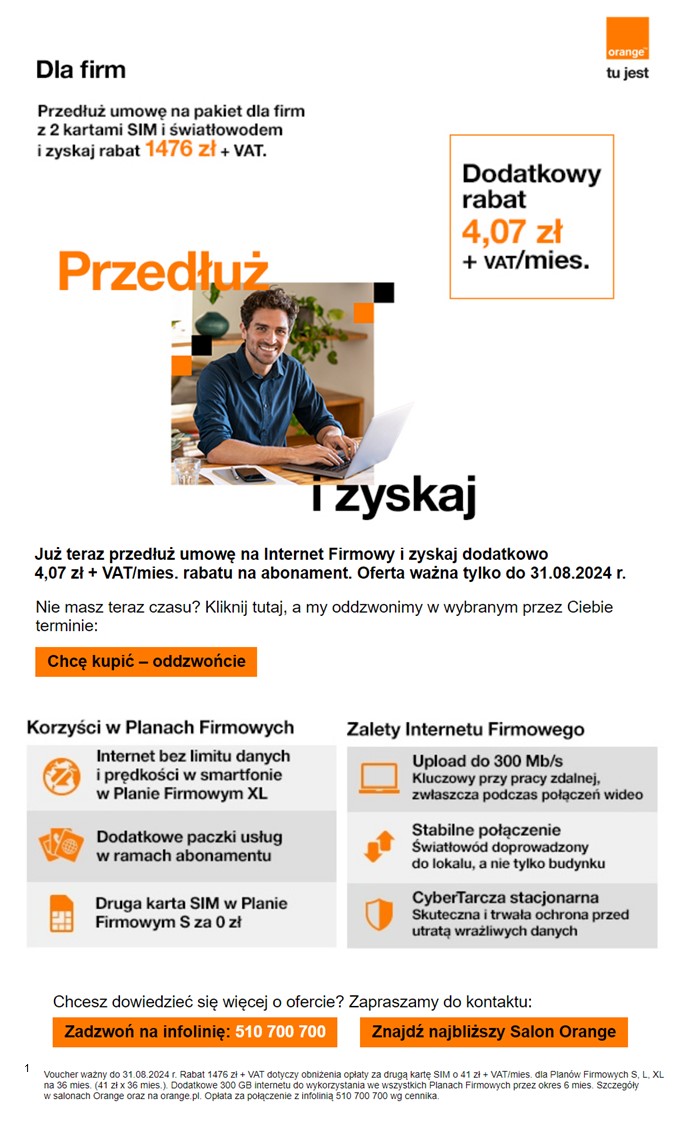 orange™
tu jest
Dla firm
Przedłuż umowę na pakiet dla firm
z 2 kartami SIM i światłowodem
i zyskaj rabat 1476 zł + VAT.
Dodatkowy
rabat
4,07 zł
+ VAT/mies.
Przedłuż
i zyskaj
Już teraz przedłuż umowę na Internet Firmowy i zyskaj dodatkowo
4,07 zł + VAT/mies. rabatu na abonament. Oferta ważna tylko do 31.08.2024 r.
Nie masz teraz czasu? Kliknij tutaj, a my oddzwonimy w wybranym przez Ciebie
terminie:
Chcę kupić – oddzwońcie
Korzyści w Planach Firmowych
Internet bez limitu danych
i prędkości w smartfonie
w Planie Firmowym XL
Dodatkowe paczki usług
w ramach abonamentu
Druga karta SIM w Planie
Firmowym S za 0 zł
Zalety Internetu Firmowego
Upload do 300 Mb/s
Kluczowy przy pracy zdalnej,
zwłaszcza podczas połączeń wideo
Stabilne połączenie
Światłowód doprowadzony
do lokalu, a nie tylko budynku
CyberTarcza stacjonarna
Skuteczna i trwała ochrona przed
utratą wrażliwych danych
Chcesz dowiedzieć się więcej o ofercie? Zapraszamy do kontaktu:
Zadzwoń na infolinię: 510 700 700
Znajdź najbliższy Salon Orange
1
Voucher ważny do 31.08.2024 r. Rabat 1476 zł + VAT dotyczy obniżenia opłaty za drugą kartę SIM o 41 zł + VAT/mies. dla Planów Firmowych S, L, XL
na 36 mies. (41 zł x 36 mies.). Dodatkowe 300 GB internetu do wykorzystania we wszystkich Planach Firmowych przez okres 6 mies. Szczegóły
w salonach Orange oraz na orange.pl. Opłata za połączenie z infolinią 510 700 700 wg cennika.